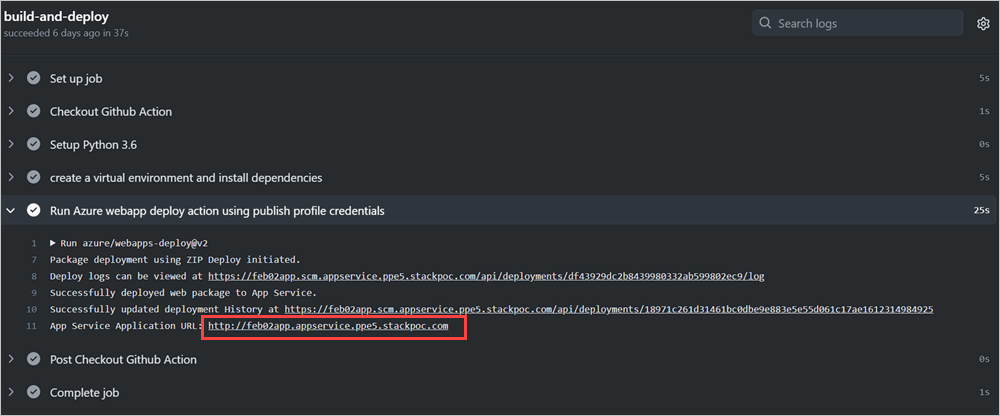 build-and-deploy
succeeded 6 days ago in 37s
Search logs
Set up job 5s
Checkout Github Action 1s
Setup Python 3.6 0s
create a virtual environment and install dependencies 5s
Run Azure webapp deploy action using publish profile credentials 25s
1 Run azure/webapps-deploy@v2
7 Package deployment using ZIP Deploy initiated.
8 Deploy logs can be viewed at https://feb02app.scm.appservice.ppe5.stackpoc.com/api/deployments/df43929dc2b8439980332ab599802ec9/log
9 Successfully deployed web package to App Service.
10 Successfully updated deployment History at https://feb02app.scm.appservice.ppe5.stackpoc.com/api/deployments/18971c261d31461bc0dbe9e883e5e55d061c17ae1612314984925
11 App Service Application URL: http://feb02app.appservice.ppe5.stackpoc.com
Post Checkout Github Action 0s
Complete job 1s